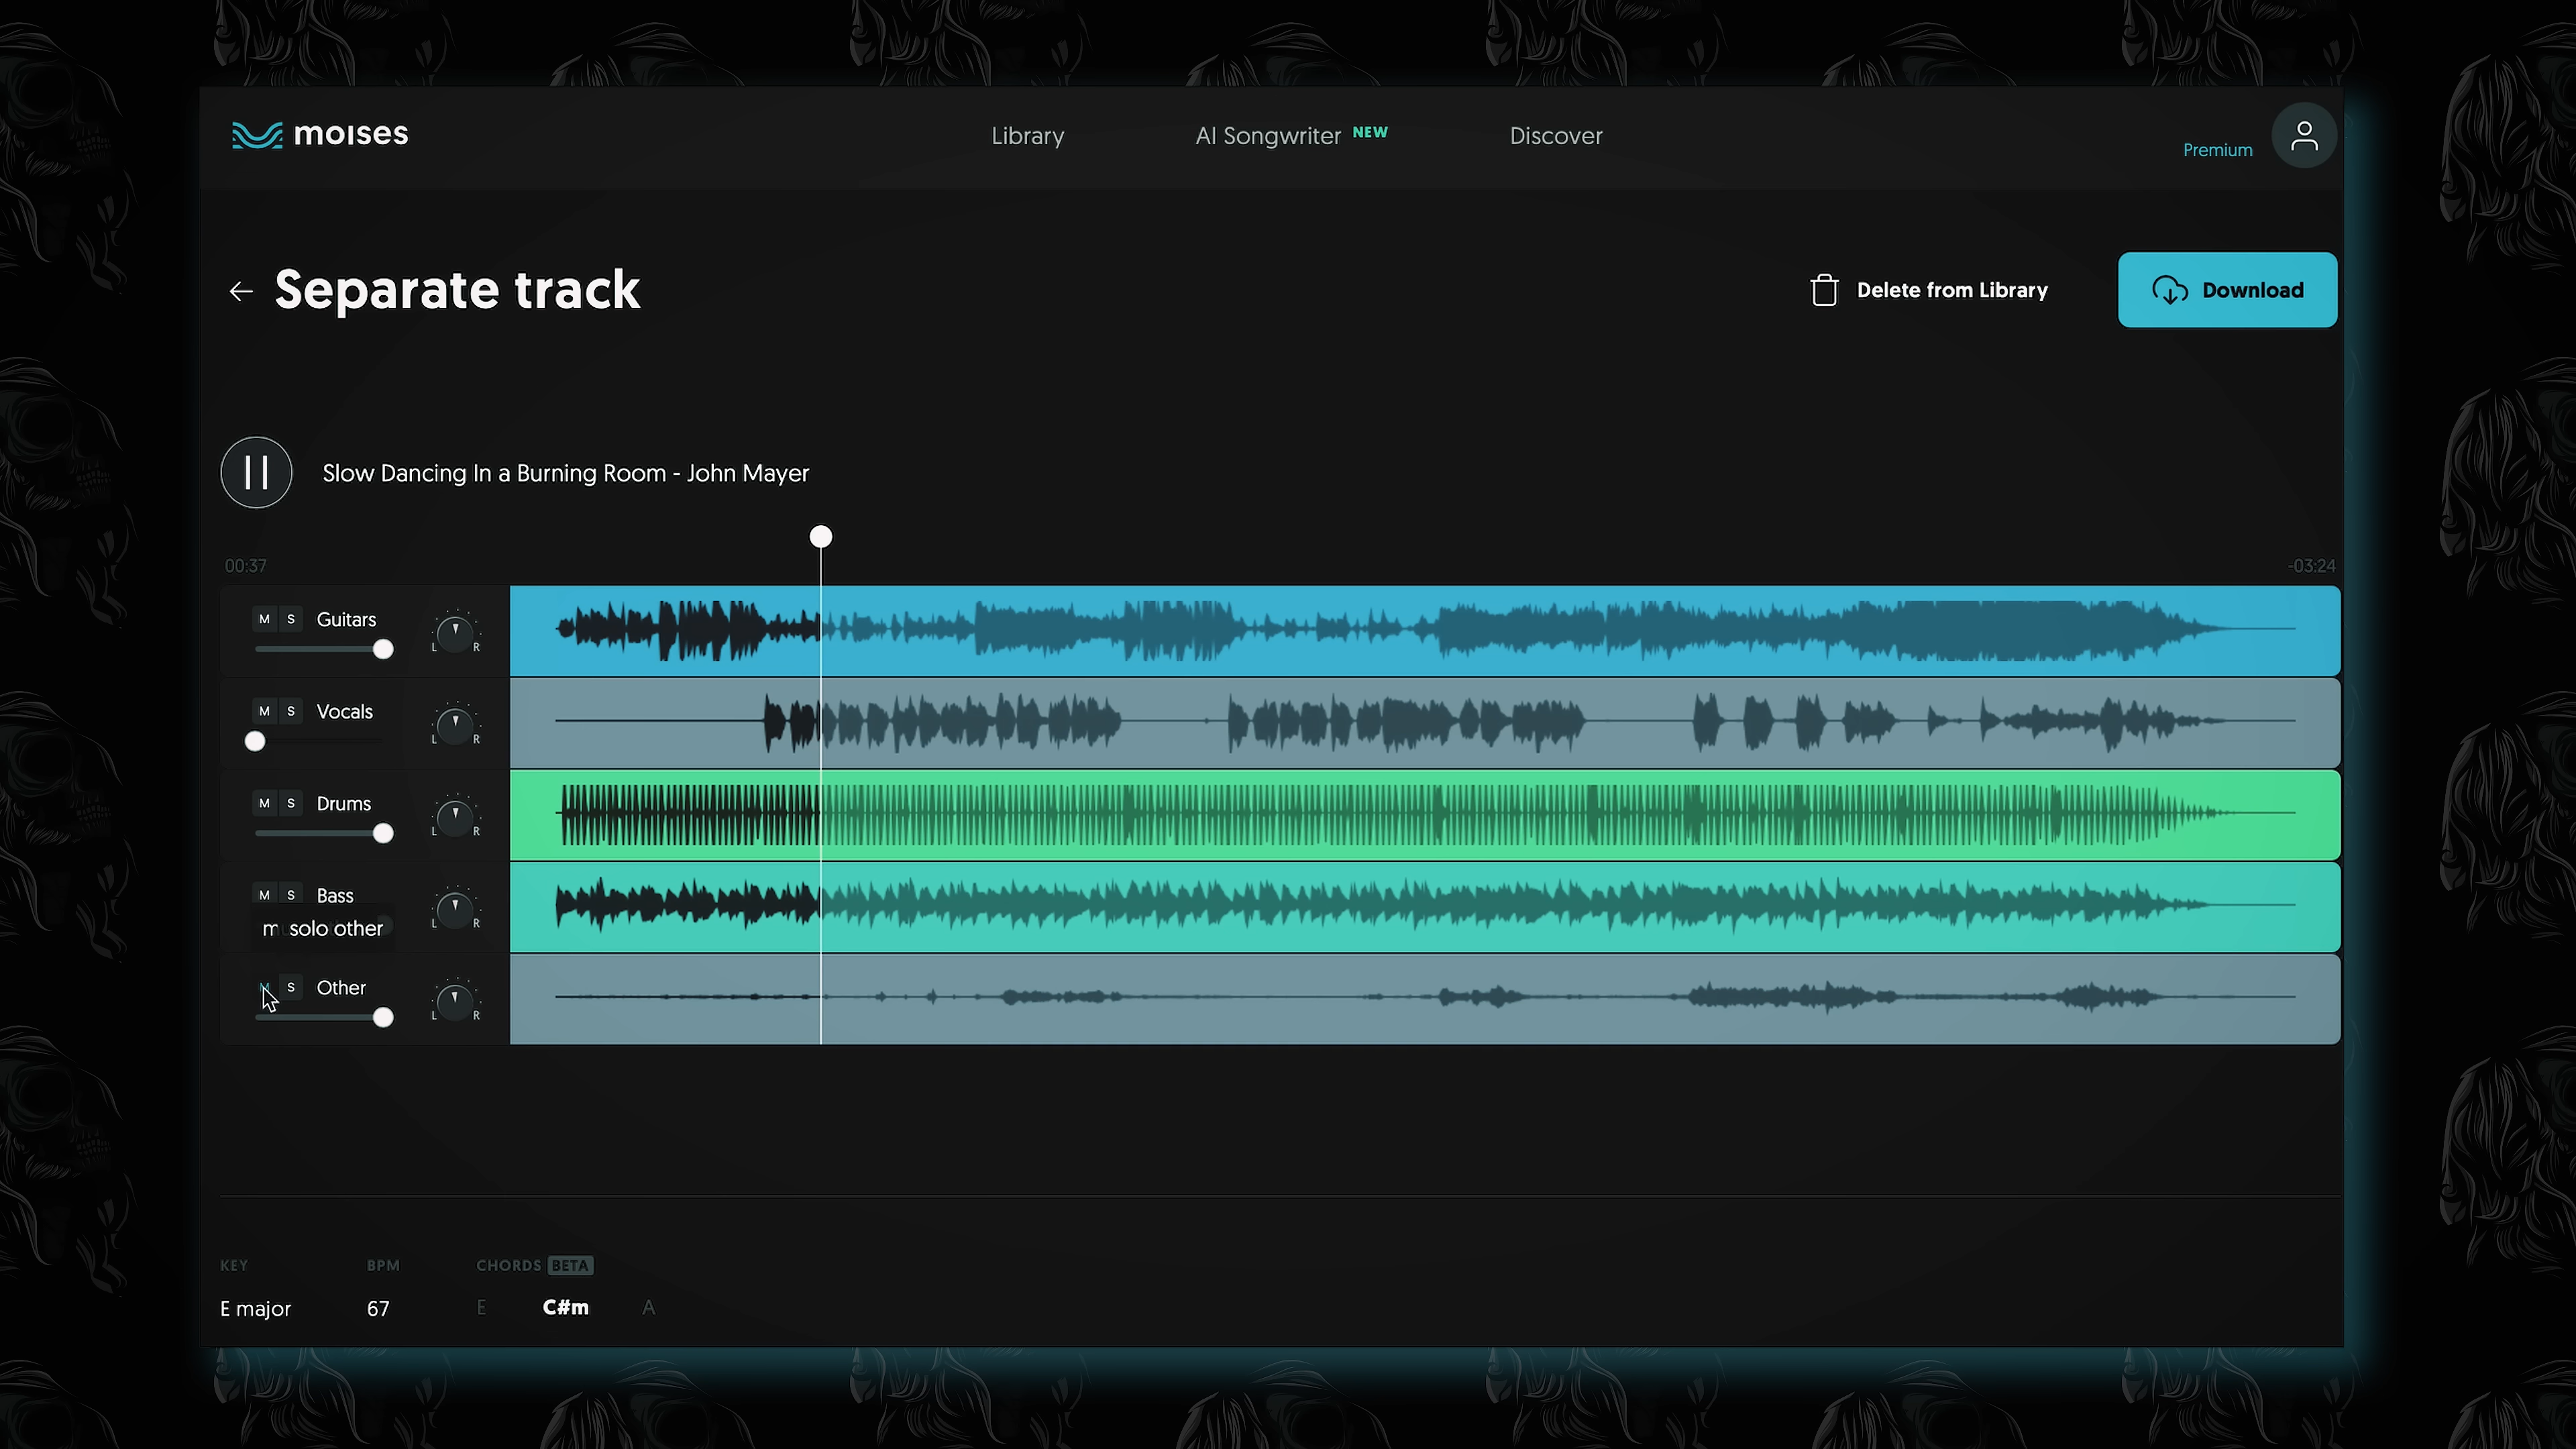 moises
Library
AI Songwriter NEW
Discover
Premium
Separate track
Delete from Library
Download
Slow Dancing In a Burning Room - John Mayer
00:37
-03:24
M S Guitars
L R
M S Vocals
L R
M S Drums
L R
M S Bass
L R
m solo other
M S Other
L R
KEY
BPM
CHORDS BETA
E major
67
E C#m A